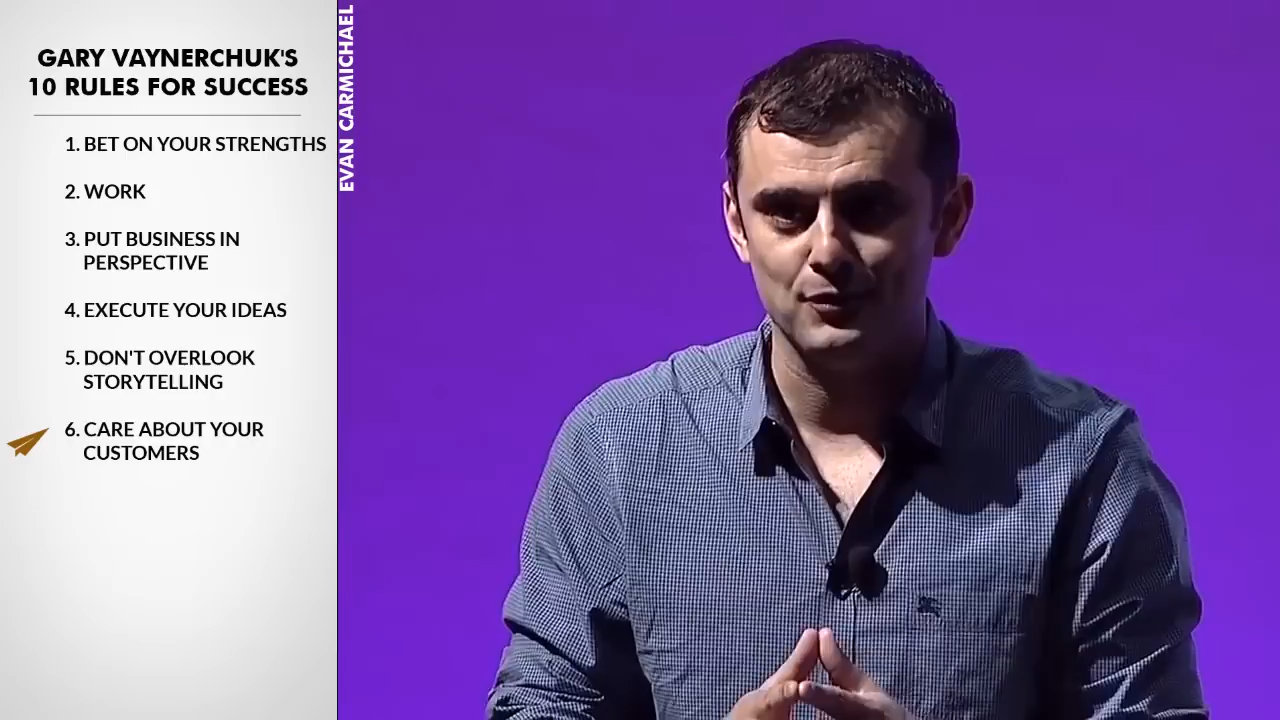 GARY VAYNERCHUK'S
10 RULES FOR SUCCESS
1. BET ON YOUR STRENGTHS
2. WORK
3. PUT BUSINESS IN
PERSPECTIVE
4. EXECUTE YOUR IDEAS
5. DON'T OVERLOOK
STORYTELLING
6. CARE ABOUT YOUR
CUSTOMERS
EVAN CARMICHAEL